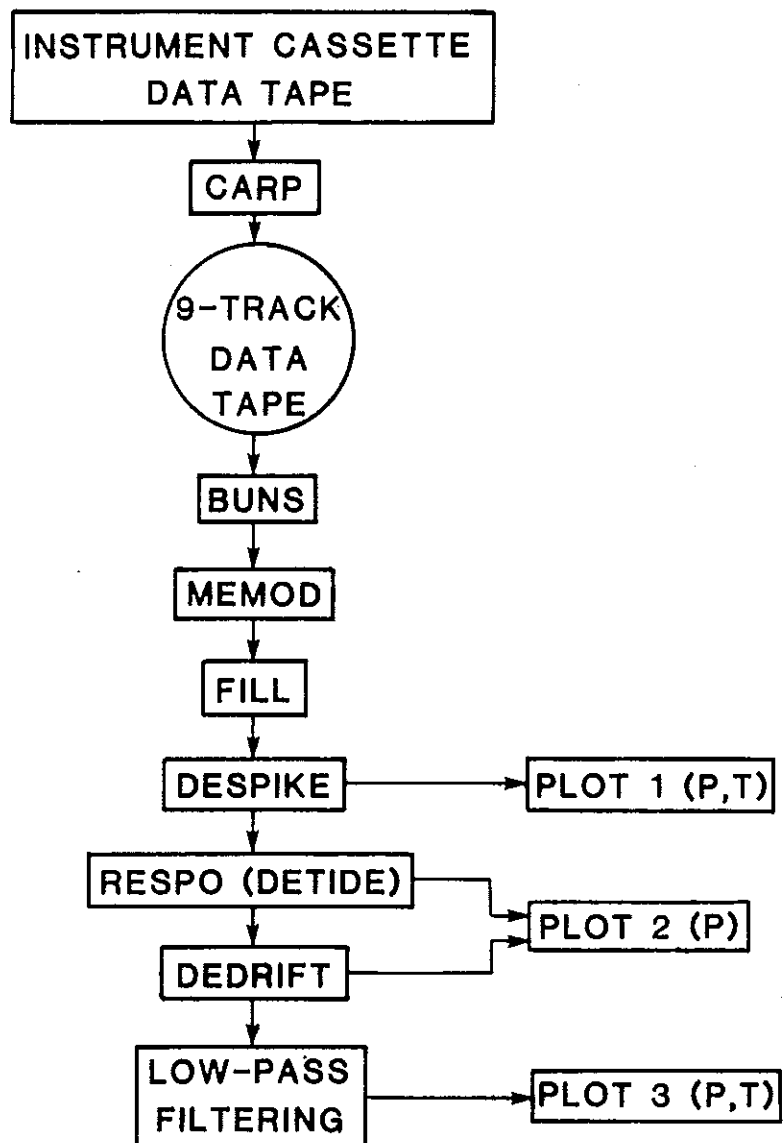 INSTRUMENT CASSETTE
DATA TAPE
CARP
9-TRACK
DATA
TAPE
BUNS
MEMOD
FILL
DESPIKE
PLOT 1 (P,T)
RESPO (DETIDE)
PLOT 2 (P)
DEDRIFT
LOW-PASS
FILTERING
PLOT 3 (P,T)